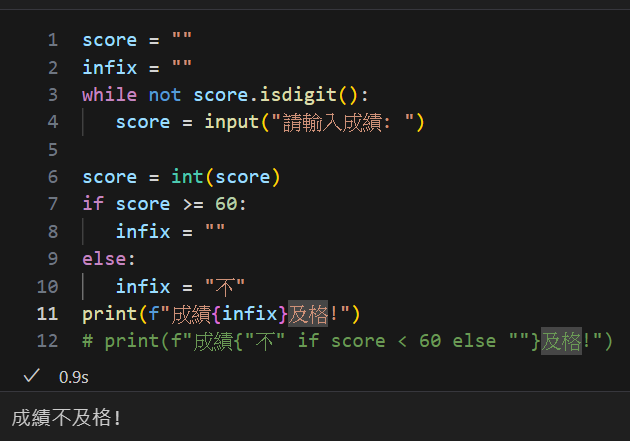 1 score = ""
2 infix = ""
3 while not score.isdigit():
4     score = input("請輸入成績: ")
5
6 score = int(score)
7 if score >= 60:
8     infix = ""
9 else:
10     infix = "不"
11 print(f"成績{infix}及格!")
12 # print(f"成績{"不" if score < 60 else ""}及格!")
✓ 0.9s
成績不及格!